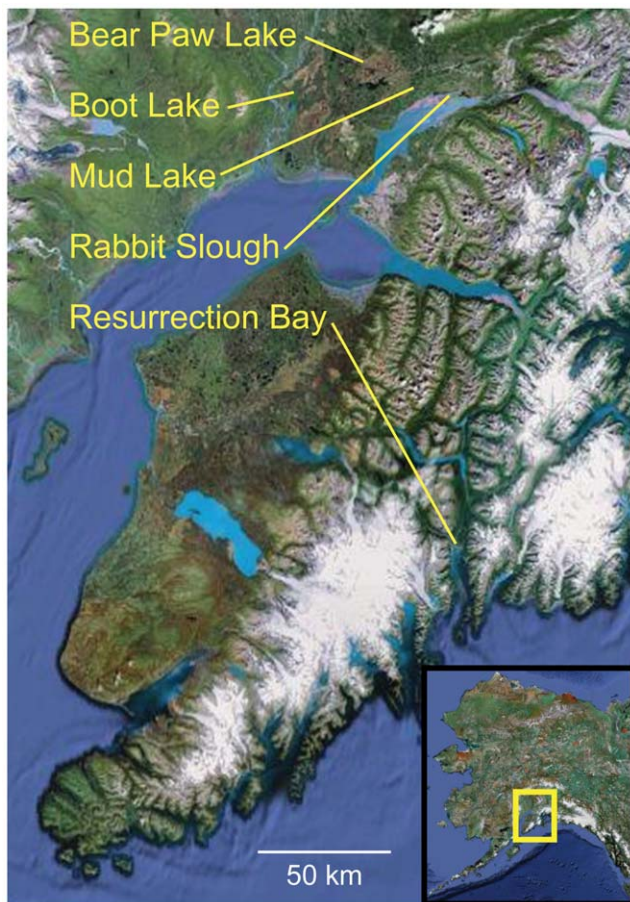 Bear Paw Lake
Boot Lake
Mud Lake
Rabbit Slough
Resurrection Bay
50 km